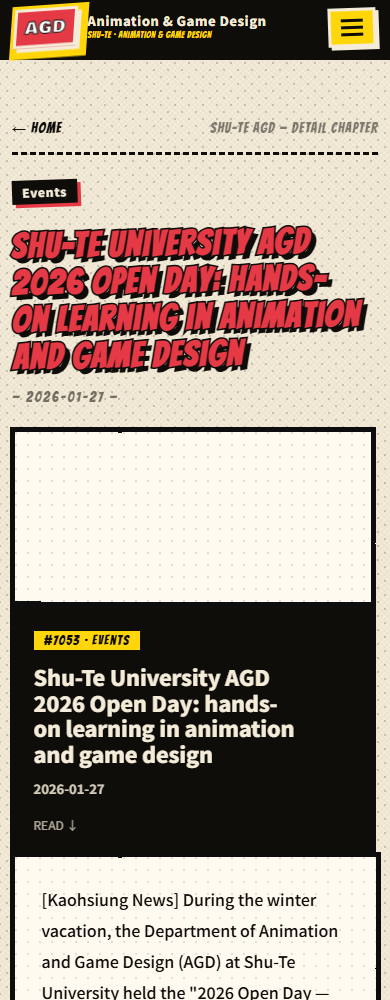 AGD
Animation & Game Design
SHU-TE · ANIMATION & GAME DESIGN
← HOME
SHU-TE AGD — DETAIL CHAPTER
Events
SHU-TE UNIVERSITY AGD
2026 OPEN DAY: HANDS-
ON LEARNING IN ANIMATION
AND GAME DESIGN
— 2026-01-27 —
#7053 · EVENTS
Shu-Te University AGD
2026 Open Day: hands-
on learning in animation
and game design
2026-01-27
READ ↓
[Kaohsiung News] During the winter
vacation, the Department of Animation
and Game Design (AGD) at Shu-Te
University held the "2026 Open Day —